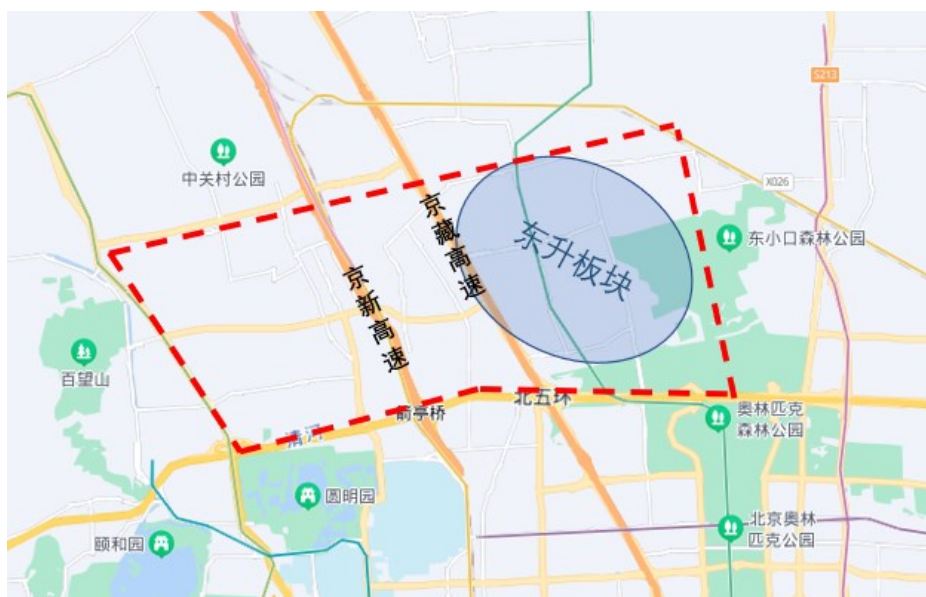 S213
中关村公园
X026
京藏高速
东升板块
东小口森林公园
京新高速
百望山
北五环
箭亭桥
清河
奥林匹克
森林公园
圆明园
颐和园
北京奥林
匹克公园